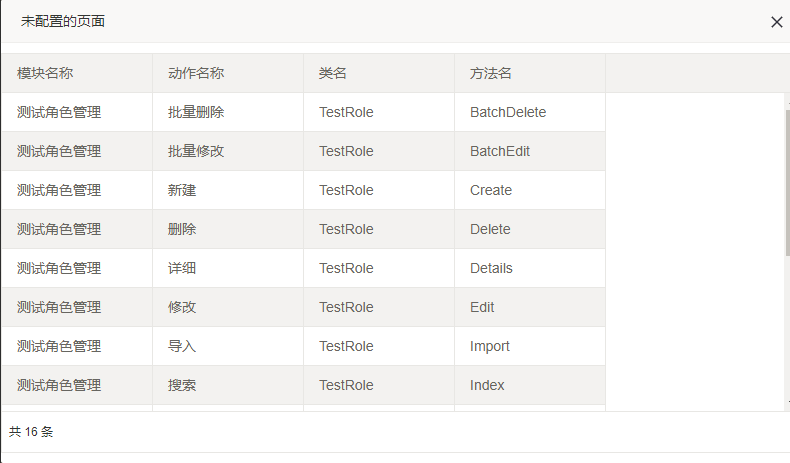 未配置的页面
模块名称 动作名称 类名 方法名
测试角色管理 批量删除 TestRole BatchDelete
测试角色管理 批量修改 TestRole BatchEdit
测试角色管理 新建 TestRole Create
测试角色管理 删除 TestRole Delete
测试角色管理 详细 TestRole Details
测试角色管理 修改 TestRole Edit
测试角色管理 导入 TestRole Import
测试角色管理 搜索 TestRole Index
共 16 条